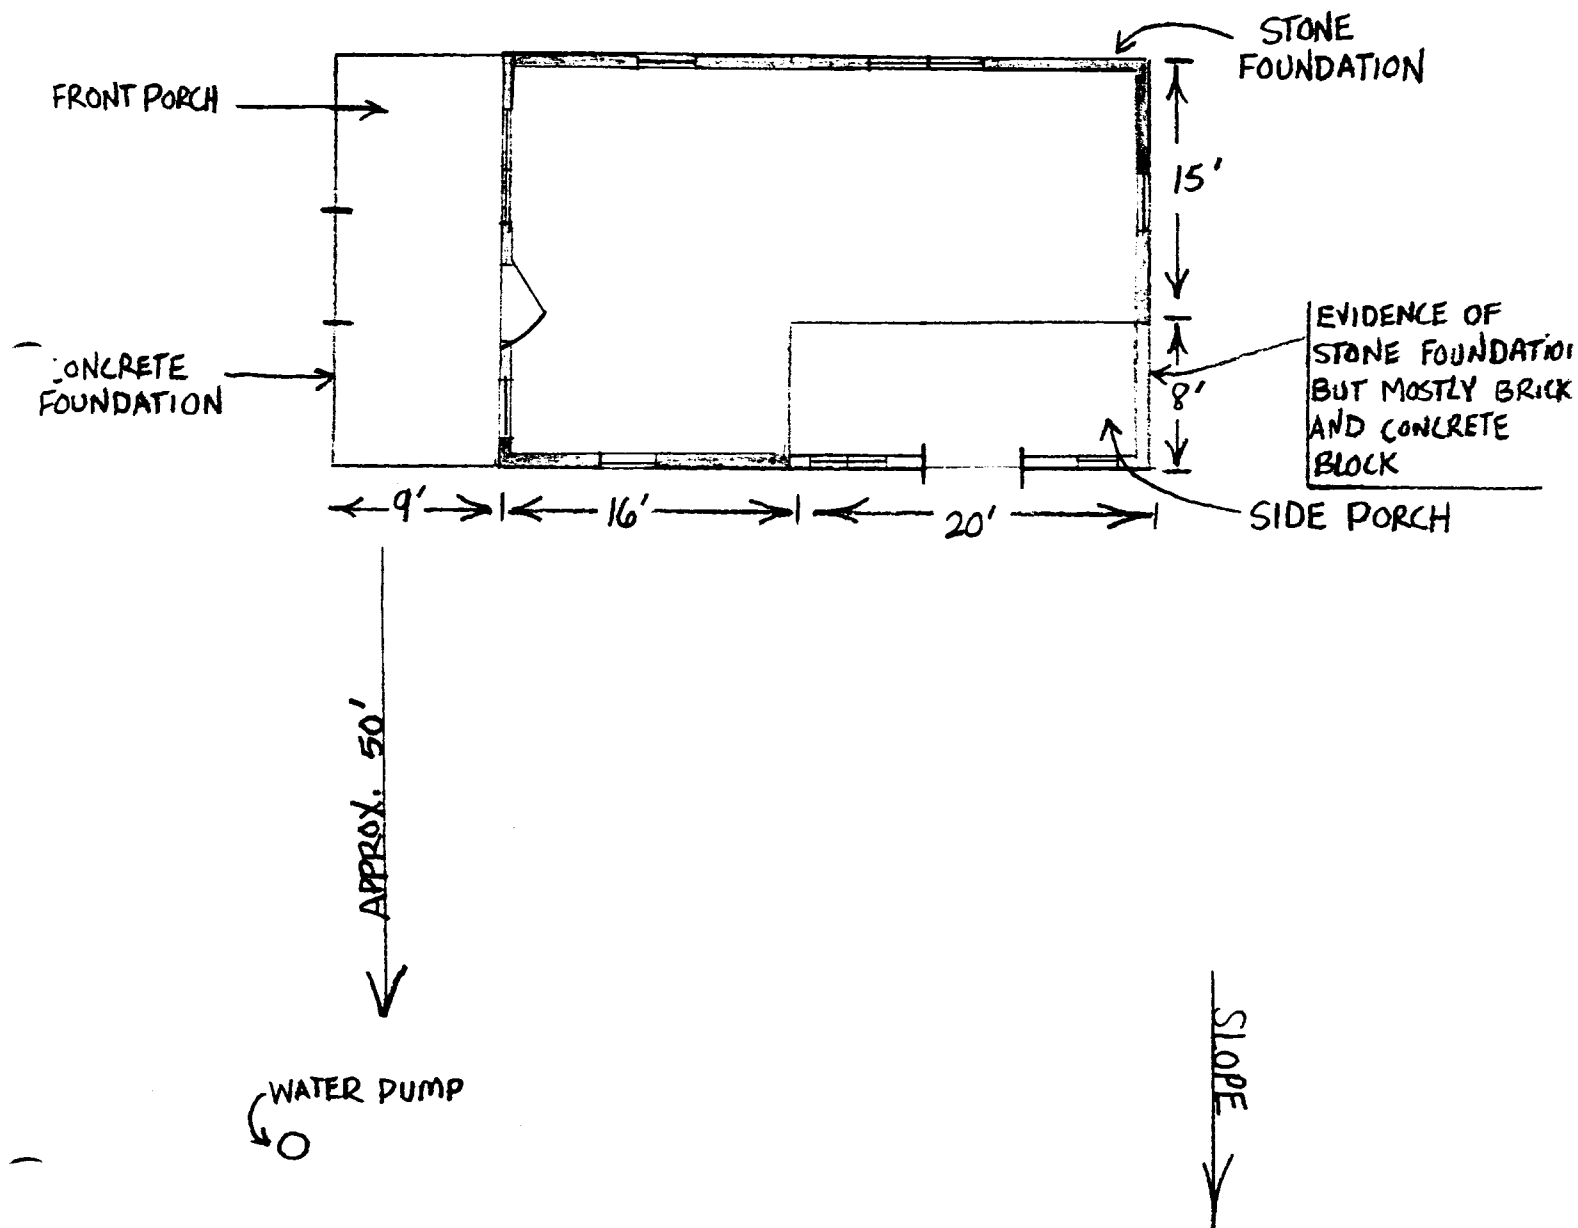 STONE
FOUNDATION
FRONT PORCH
15'
EVIDENCE OF
STONE FOUNDATION
BUT MOSTLY BRICK
AND CONCRETE
BLOCK
8'
CONCRETE
FOUNDATION
9'
16'
20'
SIDE PORCH
APPROX. 50'
SLOPE
WATER PUMP